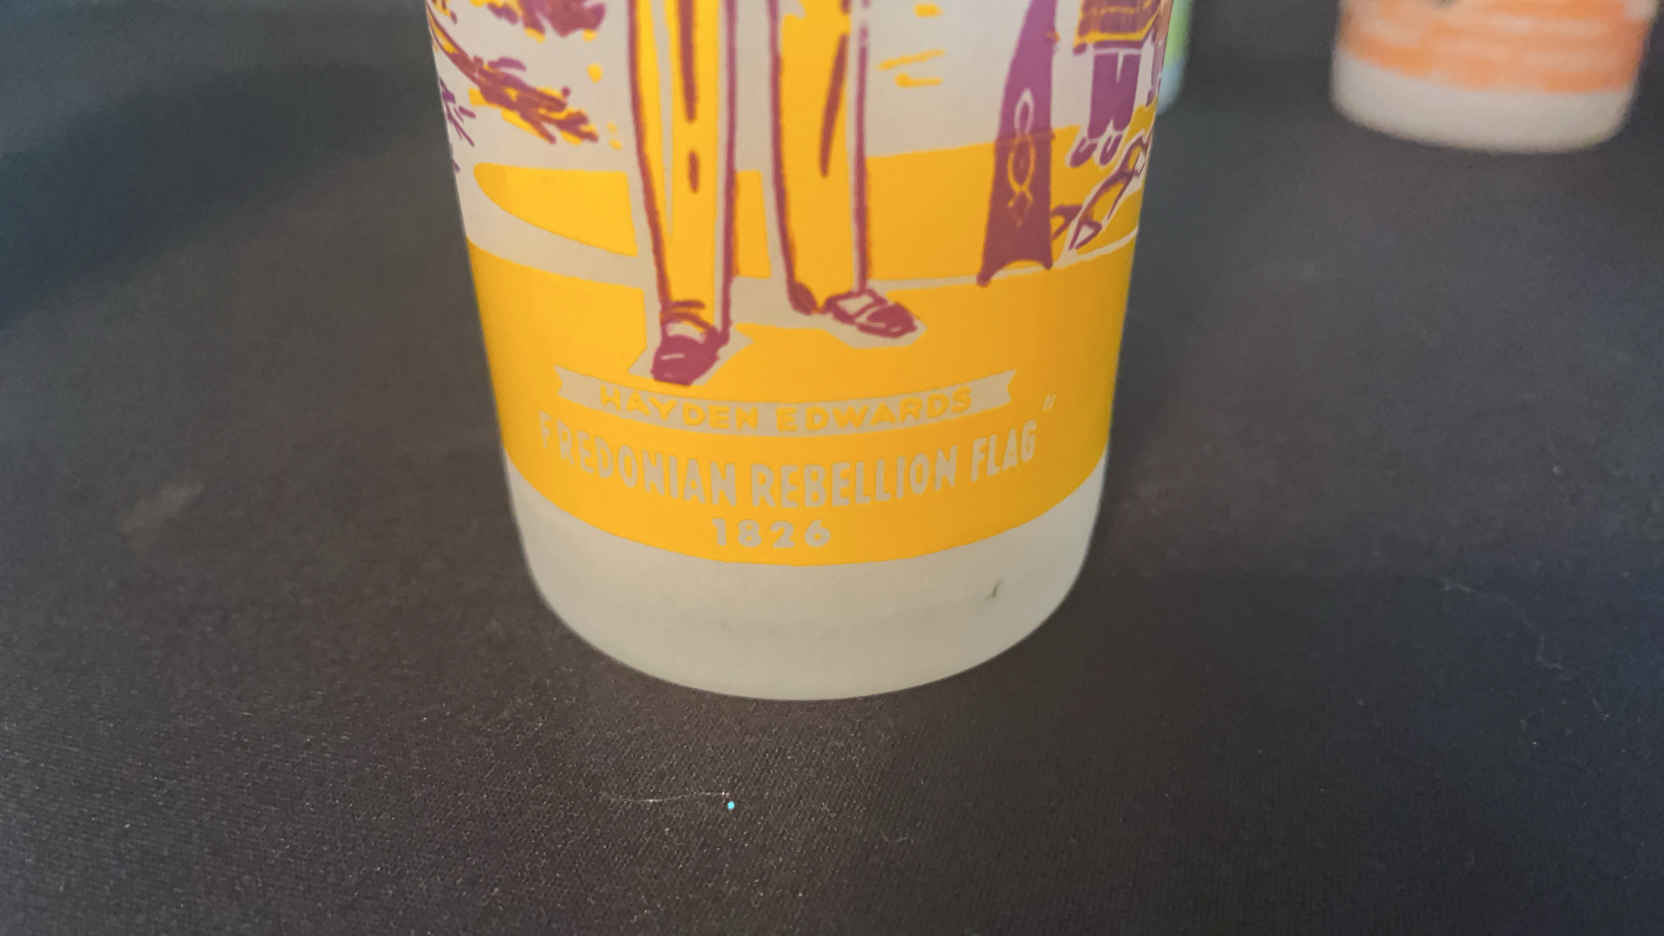 HAYDEN EDWARDS
FREDONIAN REBELLION FLAG"
1826